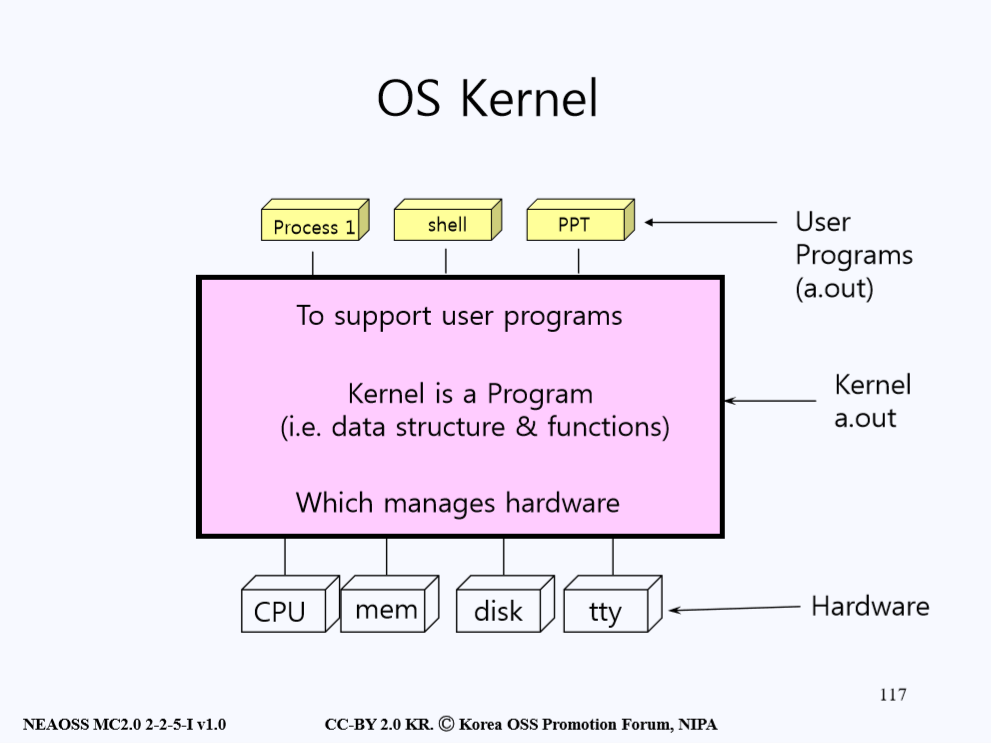 OS Kernel
Process 1
shell
PPT
User
Programs
(a.out)
To support user programs
Kernel is a Program
(i.e. data structure & functions)
Which manages hardware
Kernel
a.out
CPU
mem
disk
tty
Hardware
117
NEAOSS MC2.0 2-2-5-I v1.0
CC-BY 2.0 KR. Ⓒ Korea OSS Promotion Forum, NIPA